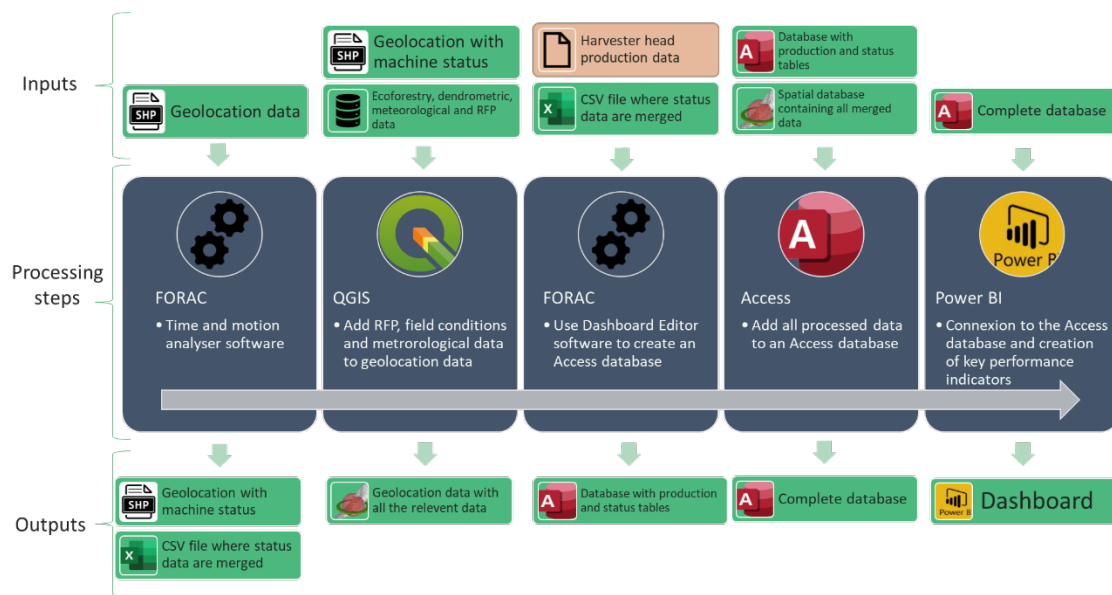 Inputs
SHP
Geolocation data
SHP
Geolocation with
machine status
Ecoforestry, dendrometric,
meteorological and RFP
data
Harvester head
production data
X
CSV file where status
data are merged
A
Database with
production and status
tables
Spatial database
containing all merged
data
A
Complete database
Processing
steps
FORAC
• Time and motion
analyser software
QGIS
• Add RFP, field conditions
and metrorological data
to geolocation data
FORAC
• Use Dashboard Editor
software to create an
Access database
A
Access
• Add all processed data
to an Access database
Power B
Power BI
• Connexion to the Access
database and creation
of key performance
indicators
Outputs
SHP
Geolocation with
machine status
X
CSV file where status
data are merged
Geolocation data with
all the relevent data
A
Database with production
and status tables
A
Complete database
Power B
Dashboard